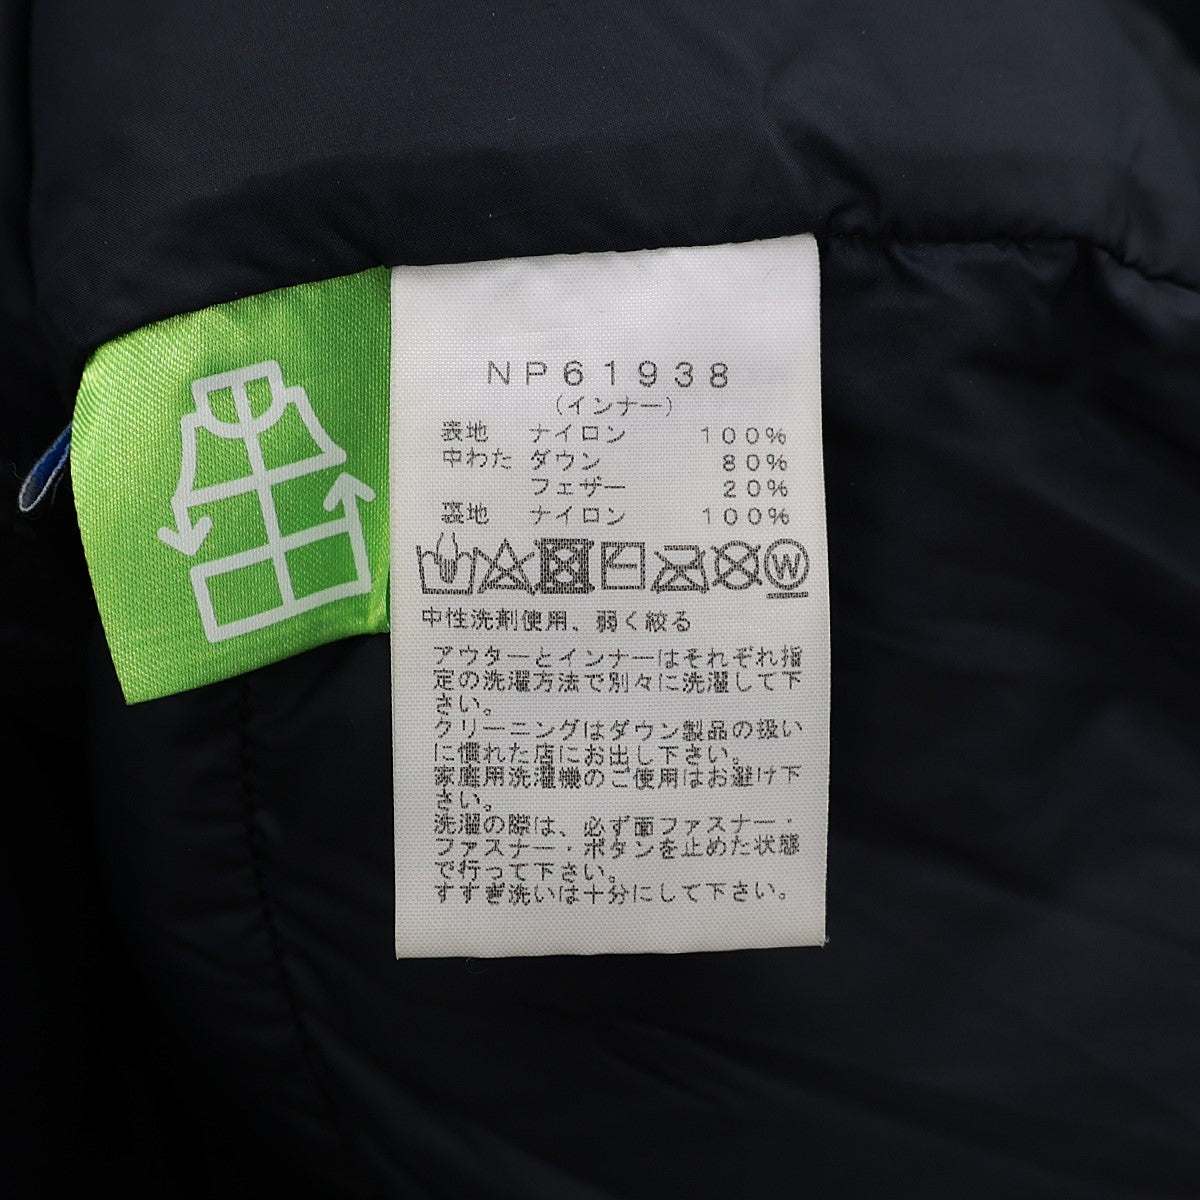 NP61938
(インナー)
表地 ナイロン 100%
中わた ダウン 80%
フェザー 20%
裏地 ナイロン 100%
W
中性洗剤使用、弱く絞る
アウターとインナーはそれぞれ指
定の洗濯方法で別々に洗濯して下
さい。
クリーニングはダウン製品の扱い
に慣れた店にお出し下さい。
家庭用洗濯機のご使用はお避け下
さい。
洗濯の際は、必ず面ファスナー・
ファスナー・ボタンを止めた状態
で行って下さい。
すすぎ洗いは十分にして下さい。